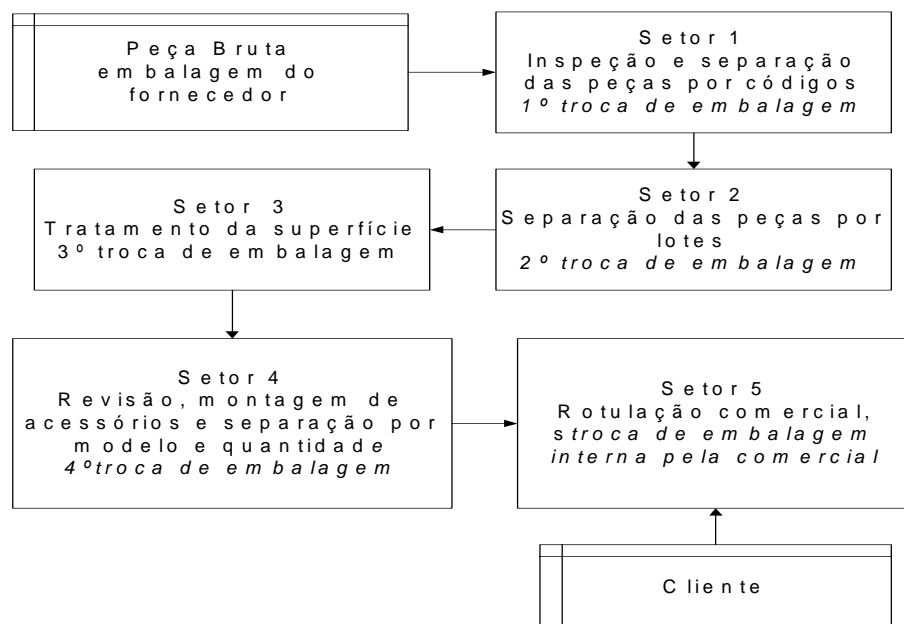 Peça Bruta
embalagem do
fornecedor
Setor 1
Inspeção e separação
das peças por códigos
1º troca de embalagem
Setor 2
Separação das peças por
lotes
2º troca de embalagem
Setor 3
Tratamento da superfície
3º troca de embalagem
Setor 4
Revisão, montagem de
acessórios e separação por
modelo e quantidade
4ºtroca de embalagem
Setor 5
Rotulação comercial,
stroca de embalagem
interna pela comercial
Cliente